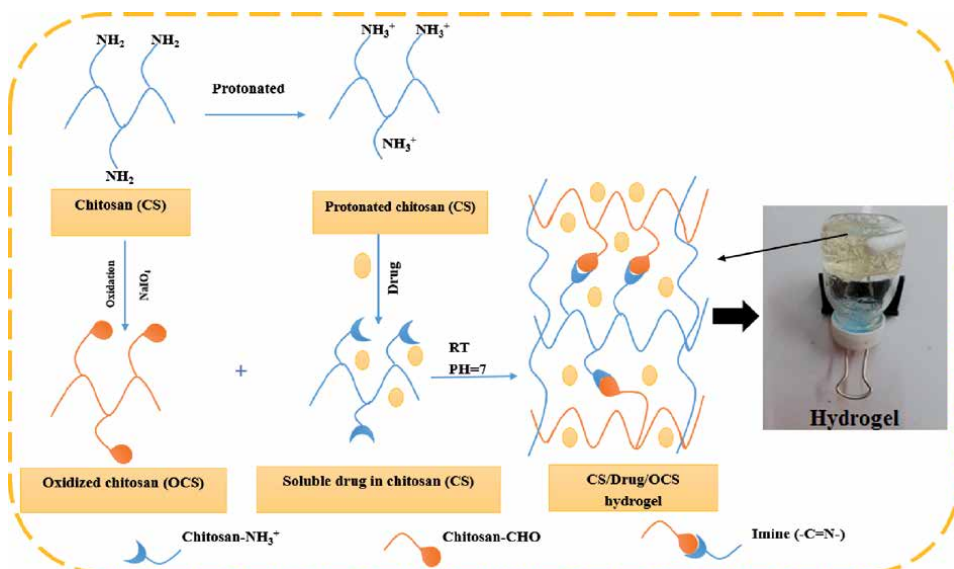 NH₂ NH₂
NH₃⁺ NH₃⁺
Protonated
NH₂
NH₃⁺
Chitosan (CS)
Protonated chitosan (CS)
Oxidation
NaIO₄
Drug
RT
PH=7
+
Hydrogel
Oxidized chitosan (OCS)
Soluble drug in chitosan (CS)
CS/Drug/OCS
hydrogel
Chitosan-NH₃⁺
Chitosan-CHO
Imine (-C=N-)